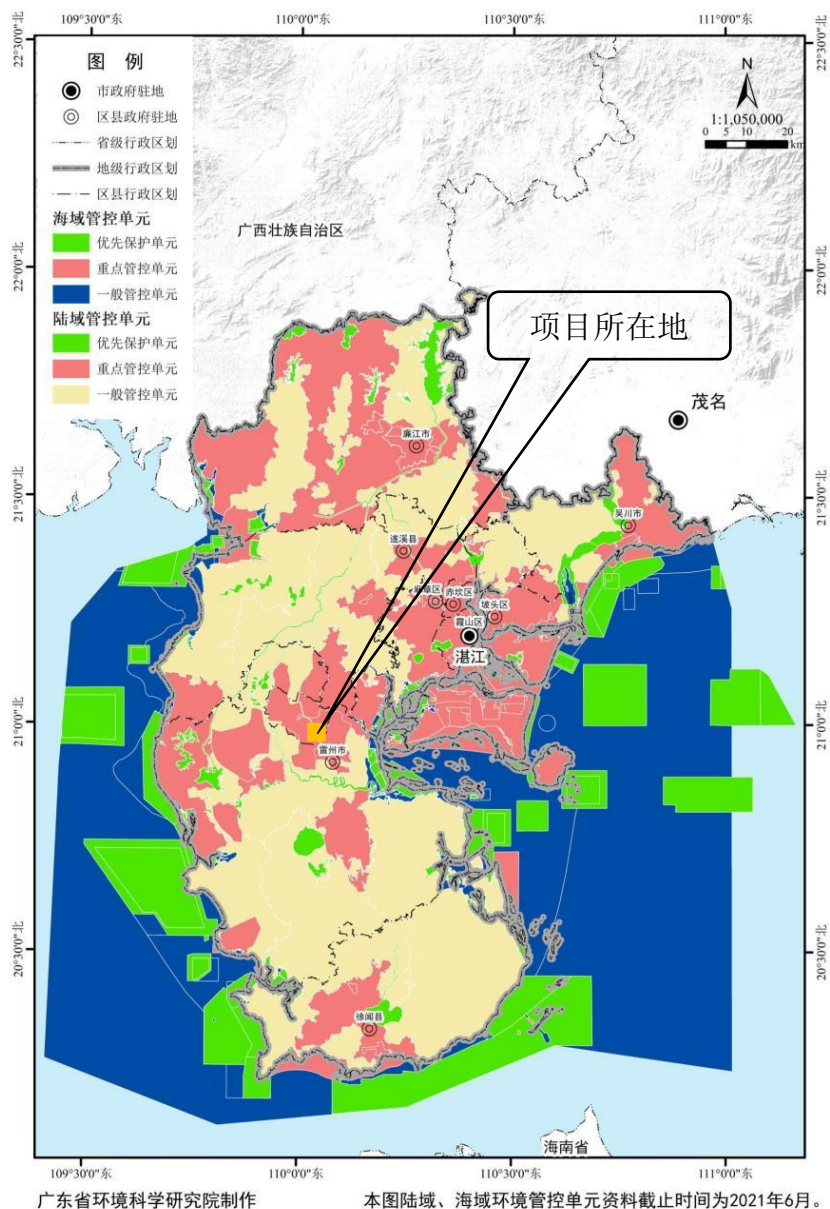 109°30'0"东
110°0'0"东
110°30'0"东
111°0'0"东
22°30'0"北
22°30'0"北
图 例
市政府驻地
区县政府驻地
省级行政区划
地级行政区划
区县行政区划
海域管控单元
优先保护单元
重点管控单元
一般管控单元
陆域管控单元
优先保护单元
重点管控单元
一般管控单元
N
1:1,050,000
0 5 10 20
km
广西壮族自治区
22°0'0"北
22°0'0"北
项目所在地
茂名
廉江市
21°30'0"北
21°30'0"北
吴川市
遂溪县
麻章区
赤坎区
坡头区
霞山区
湛江
21°0'0"北
21°0'0"北
雷州市
20°30'0"北
20°30'0"北
徐闻县
海南省
109°30'0"东
110°0'0"东
110°30'0"东
111°0'0"东
广东省环境科学研究院制作
本图陆域、海域环境管控单元资料截止时间为2021年6月。